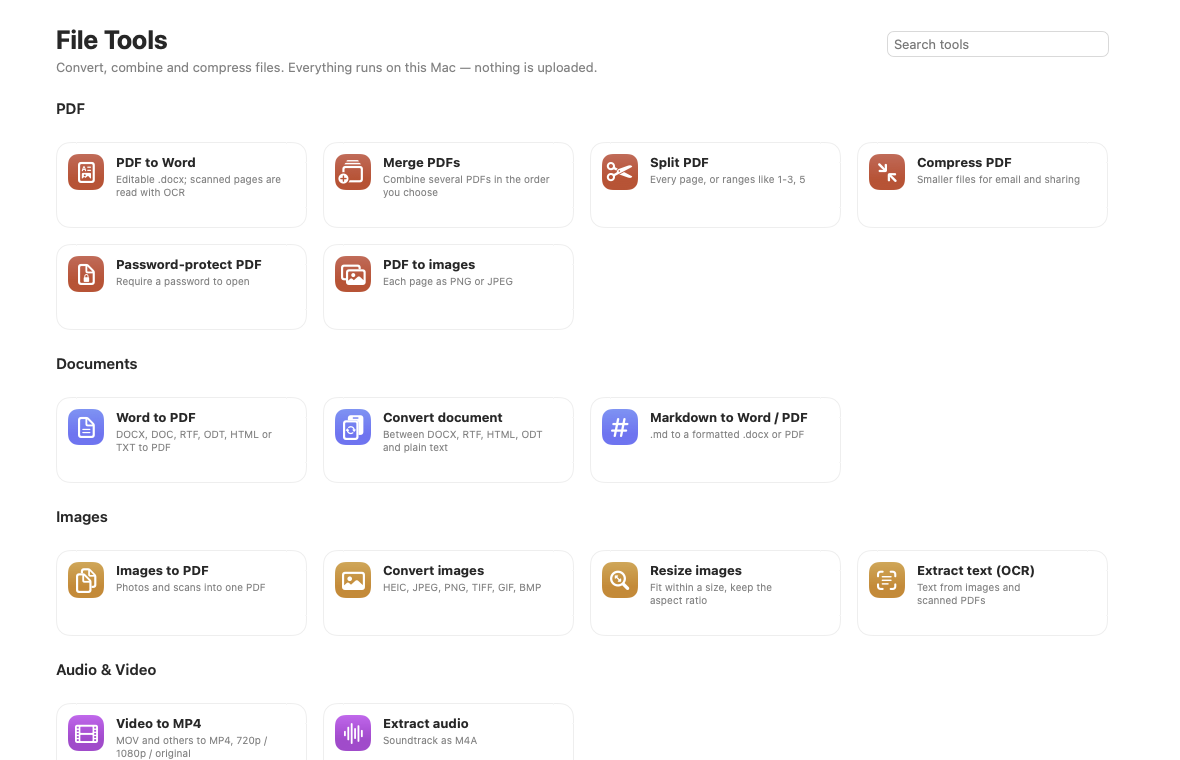 File Tools
Search tools
Convert, combine and compress files. Everything runs on this Mac — nothing is uploaded.
PDF
PDF to Word
Editable .docx; scanned pages are
read with OCR
Merge PDFs
Combine several PDFs in the order
you choose
Split PDF
Every page, or ranges like 1-3, 5
Compress PDF
Smaller files for email and sharing
Password-protect PDF
Require a password to open
PDF to images
Each page as PNG or JPEG
Documents
Word to PDF
DOCX, DOC, RTF, ODT, HTML or
TXT to PDF
Convert document
Between DOCX, RTF, HTML, ODT
and plain text
#
Markdown to Word / PDF
.md to a formatted .docx or PDF
Images
Images to PDF
Photos and scans into one PDF
Convert images
HEIC, JPEG, PNG, TIFF, GIF, BMP
Resize images
Fit within a size, keep the
aspect ratio
Extract text (OCR)
Text from images and
scanned PDFs
Audio & Video
Video to MP4
MOV and others to MP4, 720p /
1080p / original
Extract audio
Soundtrack as M4A